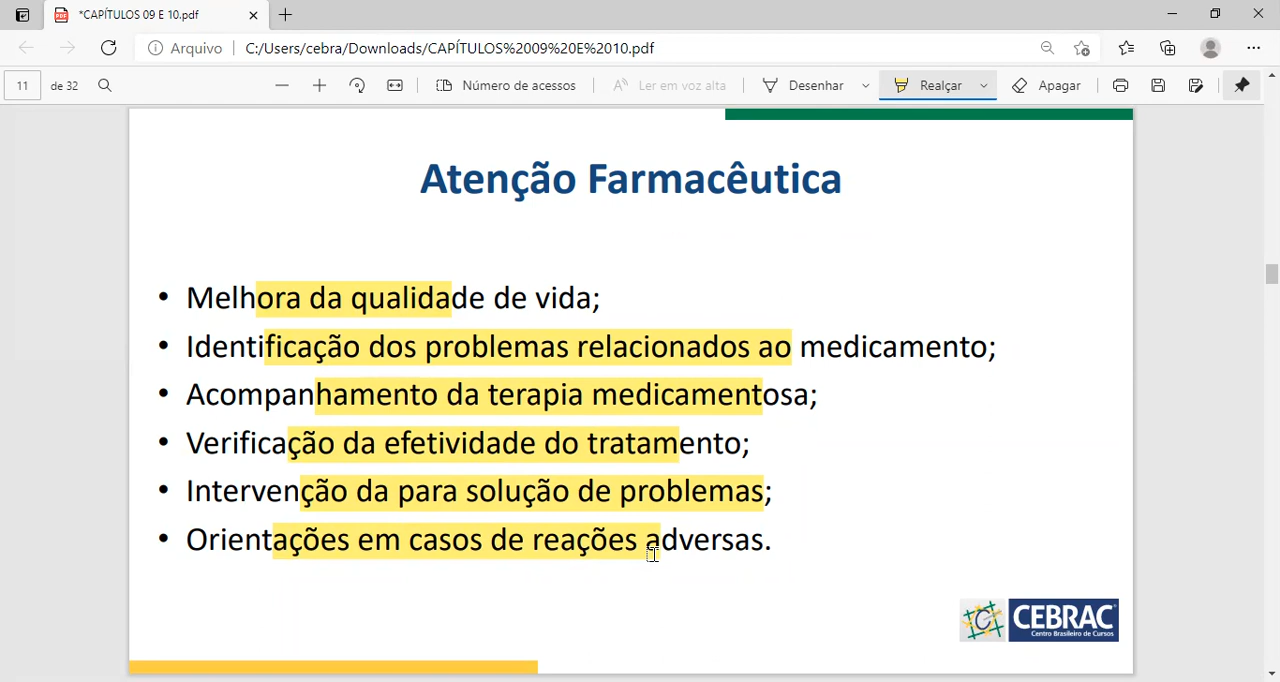 *CAPÍTULOS 09 E 10.pdf
Arquivo C:/Users/cebra/Downloads/CAPÍTULOS%2009%20E%2010.pdf
11 de 32 Número de acessos Ler em voz alta Desenhar Realçar Apagar
Atenção Farmacêutica
• Melhora da qualidade de vida;
• Identificação dos problemas relacionados ao medicamento;
• Acompanhamento da terapia medicamentosa;
• Verificação da efetividade do tratamento;
• Intervenção da para solução de problemas;
• Orientações em casos de reações adversas.
CEBRAC
Centro Brasileiro de Cursos